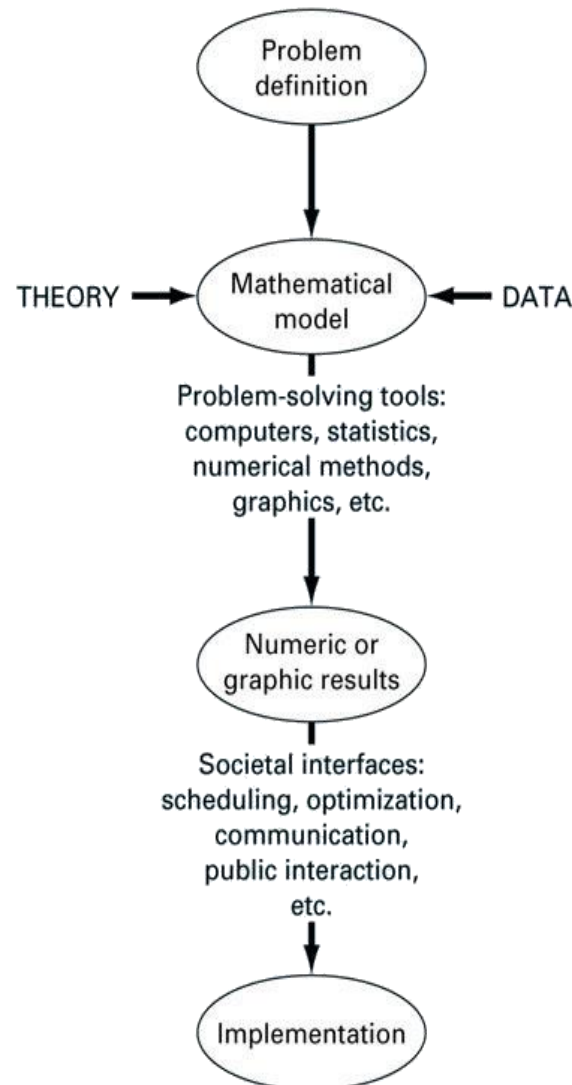 Problem
definition
THEORY
Mathematical
model
DATA
Problem-solving tools:
computers, statistics,
numerical methods,
graphics, etc.
Numeric or
graphic results
Societal interfaces:
scheduling, optimization,
communication,
public interaction,
etc.
Implementation